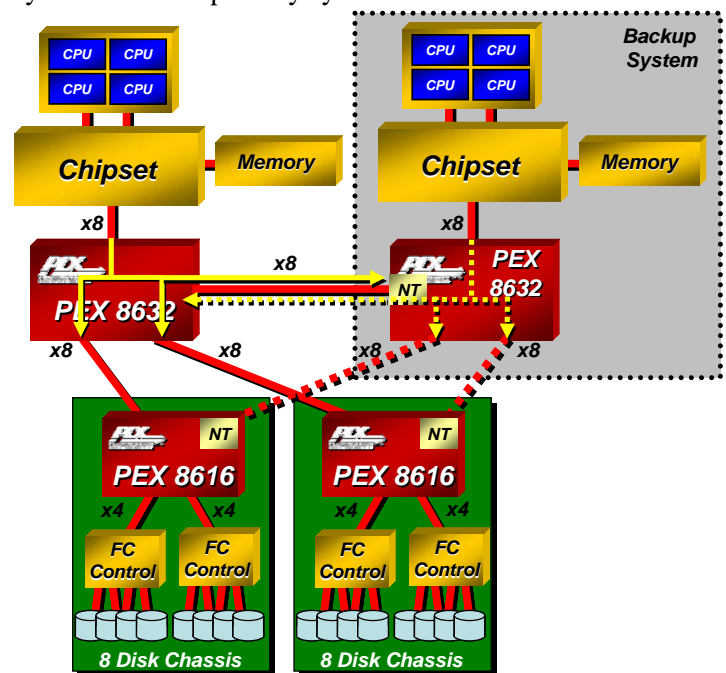 Backup
System
CPU CPU
CPU CPU
CPU CPU
CPU CPU
Chipset
Memory
Chipset
Memory
x8
x8
x8
PEX
8632
NT
PEX 8632
x8
x8
x8
x8
NT
PEX 8616
NT
PEX 8616
x4
x4
x4
x4
FC
Control
FC
Control
FC
Control
FC
Control
8 Disk Chassis
8 Disk Chassis